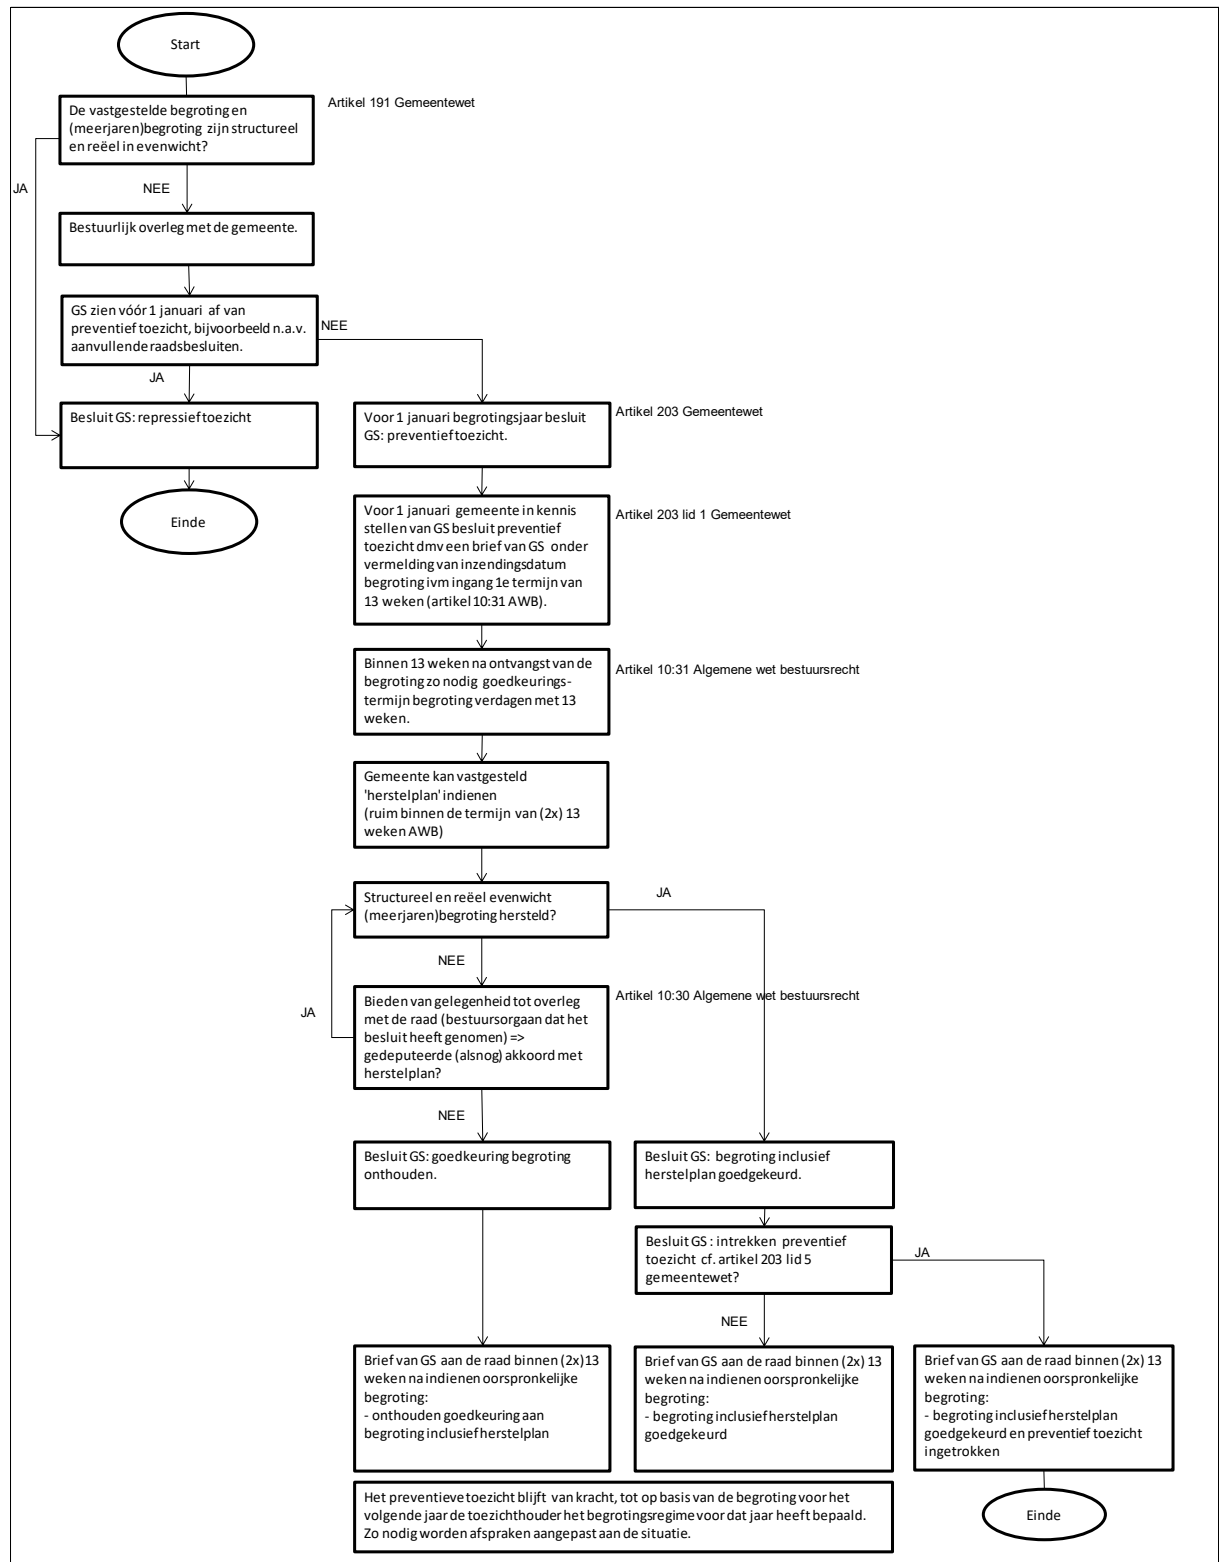 Start
De vastgestelde begroting en
(meerjaren)begroting zijn structureel
en reëel in evenwicht?
Artikel 191 Gemeentewet
JA
NEE
Bestuurlijk overleg met de gemeente.
GS zien vóór 1 januari af van
preventief toezicht, bijvoorbeeld n.a.v.
aanvullende raadsbesluiten.
NEE
JA
Besluit GS: repressief toezicht
Einde
Voor 1 januari begrotingsjaar besluit
GS: preventief toezicht.
Artikel 203 Gemeentewet
Voor 1 januari gemeente in kennis
stellen van GS besluit preventief
toezicht dmv een brief van GS onder
vermelding van inzendingsdatum
begroting ivm ingang 1e termijn van
13 weken (artikel 10:31 AWB).
Artikel 203 lid 1 Gemeentewet
Binnen 13 weken na ontvangst van de
begroting zo nodig goedkeurings-
termijn begroting verdagen met 13
weken.
Artikel 10:31 Algemene wet bestuursrecht
Gemeente kan vastgesteld
'herstelplan' indienen
(ruim binnen de termijn van (2x) 13
weken AWB)
Structureel en reëel evenwicht
(meerjaren)begroting hersteld?
JA
NEE
Bieden van gelegenheid tot overleg
met de raad (bestuursorgaan dat het
besluit heeft genomen) =>
gedeputeerde (alsnog) akkoord met
herstelplan?
Artikel 10:30 Algemene wet bestuursrecht
JA
NEE
Besluit GS: goedkeuring begroting
onthouden.
Besluit GS: begroting inclusief
herstelplan goedgekeurd.
Besluit GS : intrekken preventief
toezicht cf. artikel 203 lid 5
gemeentewet?
JA
NEE
Brief van GS aan de raad binnen (2x)13
weken na indienen oorspronkelijke
begroting:
- onthouden goedkeuring aan
begroting inclusief herstelplan
Brief van GS aan de raad binnen (2x) 13
weken na indienen oorspronkelijke
begroting:
- begroting inclusief herstelplan
goedgekeurd
Brief van GS aan de raad binnen (2x) 13
weken na indienen oorspronkelijke
begroting:
- begroting inclusief herstelplan
goedgekeurd en preventief toezicht
ingetrokken
Het preventieve toezicht blijft van kracht, tot op basis van de begroting voor het
volgende jaar de toezichthouder het begrotingsregime voor dat jaar heeft bepaald.
Zo nodig worden afspraken aangepast aan de situatie.
Einde